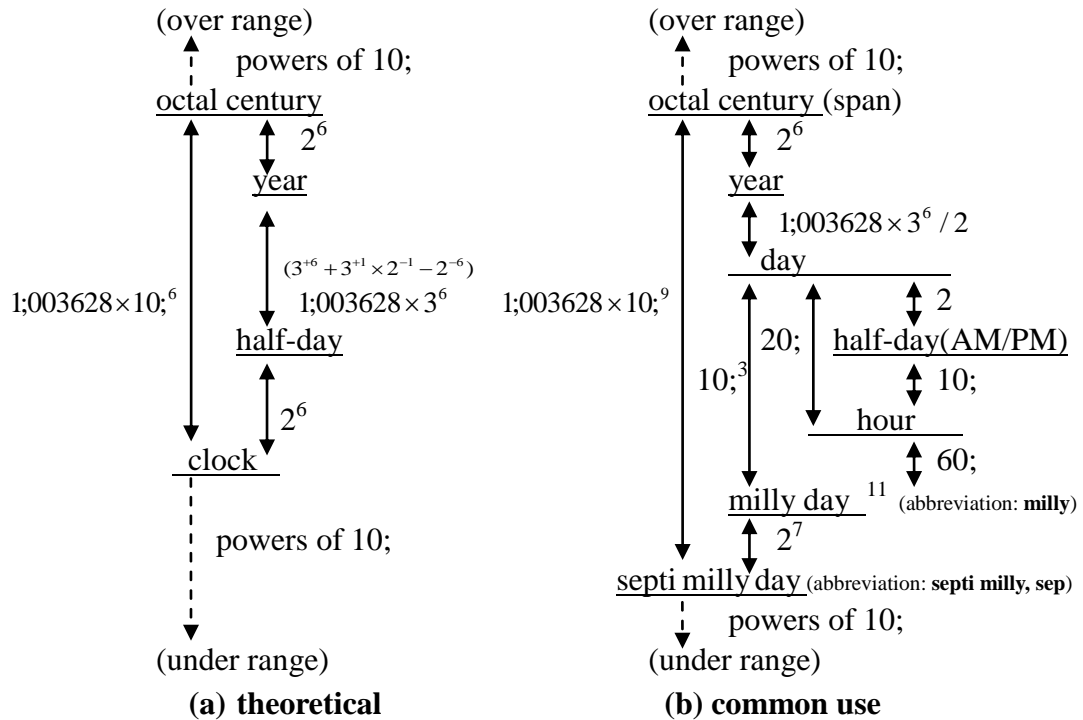 (over range)
powers of 10;
octal century
2^6
year
(3^{+6} + 3^{+1} × 2^{-1} − 2^{-6})
1;003628 × 10;^6
1;003628 × 3^6
half-day
2^6
clock
powers of 10;
(under range)
(a) theoretical
(over range)
powers of 10;
octal century (span)
2^6
year
1;003628 × 3^6 / 2
day
1;003628 × 10;^9
2
20;
half-day(AM/PM)
10;^3
10;
hour
60;
milly day ^11 (abbreviation: milly)
2^7
septi milly day (abbreviation: septi milly, sep)
powers of 10;
(under range)
(b) common use